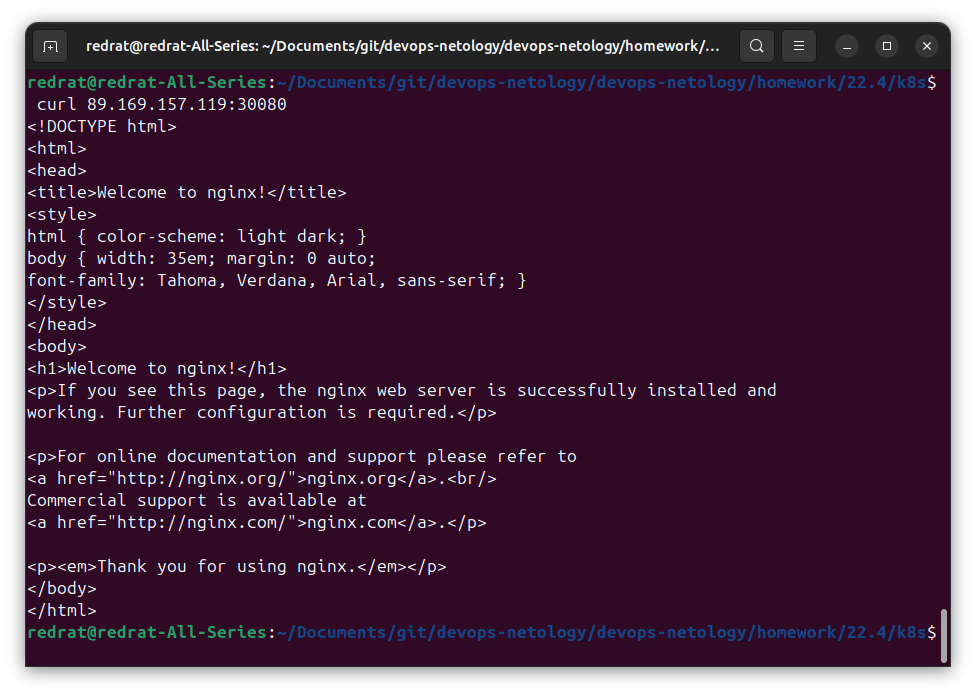 redrat@redrat-All-Series: ~/Documents/git/devops-netology/devops-netology/homework/...
redrat@redrat-All-Series:~/Documents/git/devops-netology/devops-netology/homework/22.4/k8s$
 curl 89.169.157.119:30080
<!DOCTYPE html>
<html>
<head>
<title>Welcome to nginx!</title>
<style>
html { color-scheme: light dark; }
body { width: 35em; margin: 0 auto;
font-family: Tahoma, Verdana, Arial, sans-serif; }
</style>
</head>
<body>
<h1>Welcome to nginx!</h1>
<p>If you see this page, the nginx web server is successfully installed and
working. Further configuration is required.</p>

<p>For online documentation and support please refer to
<a href="http://nginx.org/">nginx.org</a>.<br/>
Commercial support is available at
<a href="http://nginx.com/">nginx.com</a>.</p>

<p><em>Thank you for using nginx.</em></p>
</body>
</html>
redrat@redrat-All-Series:~/Documents/git/devops-netology/devops-netology/homework/22.4/k8s$